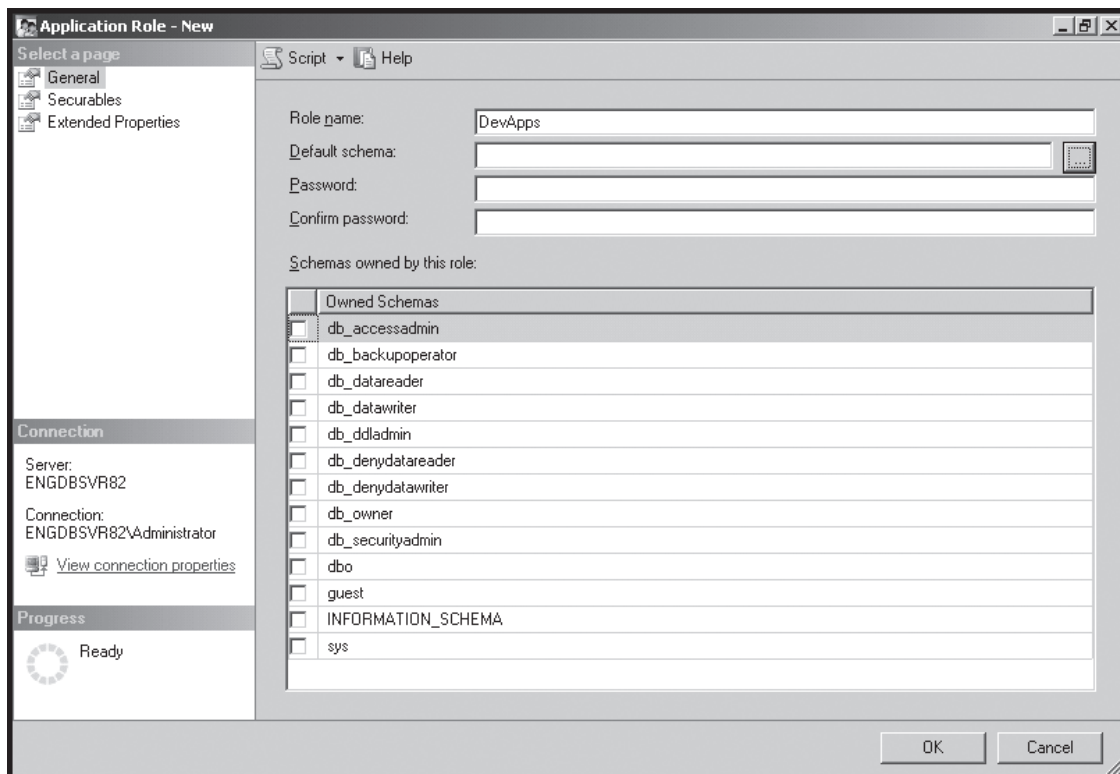 Application Role - New
Select a page
General
Securables
Extended Properties
Connection
Server:
ENGDBSVR82
Connection:
ENGDBSVR82\Administrator
View connection properties
Progress
Ready
Script
Help
Role name:
DevApps
Default schema:
...
Password:
Confirm password:
Schemas owned by this role:
Owned Schemas
db_accessadmin
db_backupoperator
db_datareader
db_datawriter
db_ddladmin
db_denydatareader
db_denydatawriter
db_owner
db_securityadmin
dbo
guest
INFORMATION_SCHEMA
sys
OK
Cancel